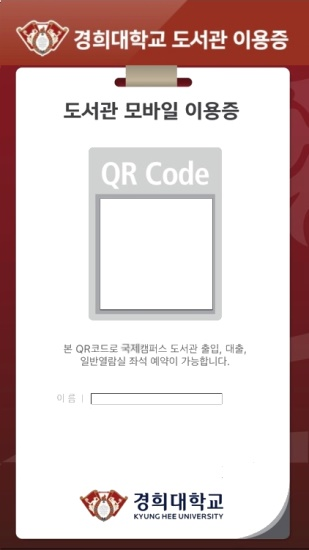 경희대학교 도서관 이용증
도서관 모바일 이용증
QR Code
본 QR코드로 국제캠퍼스 도서관 출입, 대출,
일반열람실 좌석 예약이 가능합니다.
이 름 |
경희대학교
KYUNG HEE UNIVERSITY